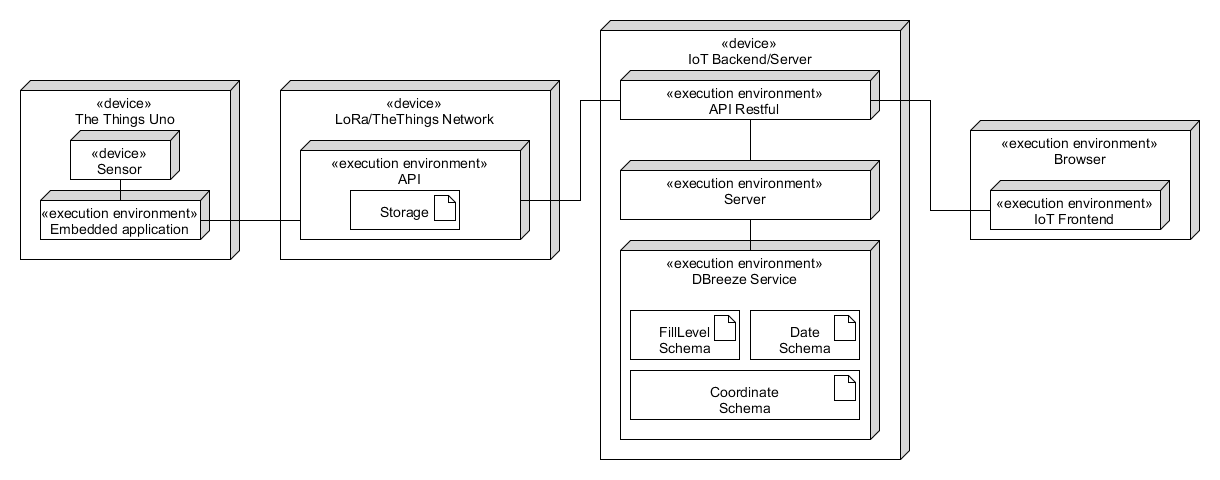 «device»
The Things Uno
«device»
Sensor
«execution environment»
Embedded application
«device»
LoRa/TheThings Network
«execution environment»
API
Storage
«device»
IoT Backend/Server
«execution environment»
API Restful
«execution environment»
Server
«execution environment»
DBreeze Service
FillLevel
Schema
Date
Schema
Coordinate
Schema
«execution environment»
Browser
«execution environment»
IoT Frontend